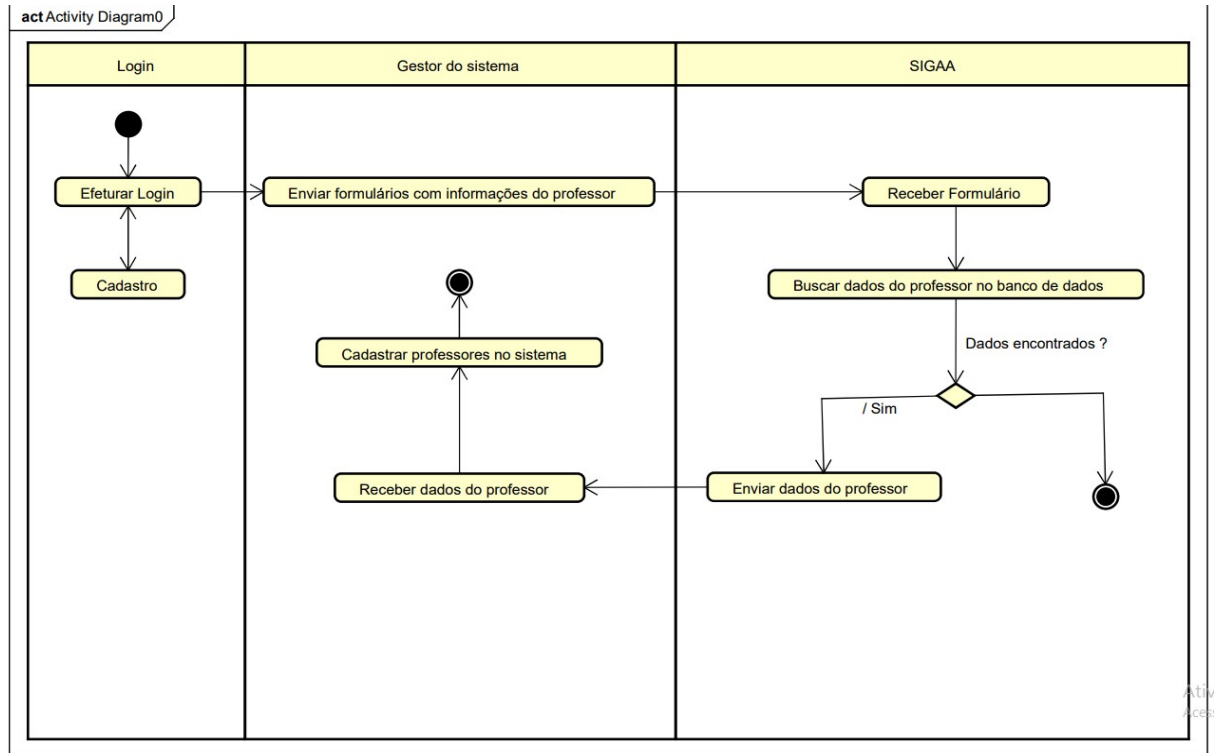 act Activity Diagram0
Login
Gestor do sistema
SIGAA
Efeturar Login
Enviar formulários com informações do professor
Receber Formulário
Cadastro
Buscar dados do professor no banco de dados
Dados encontrados ?
Cadastrar professores no sistema
/ Sim
Receber dados do professor
Enviar dados do professor